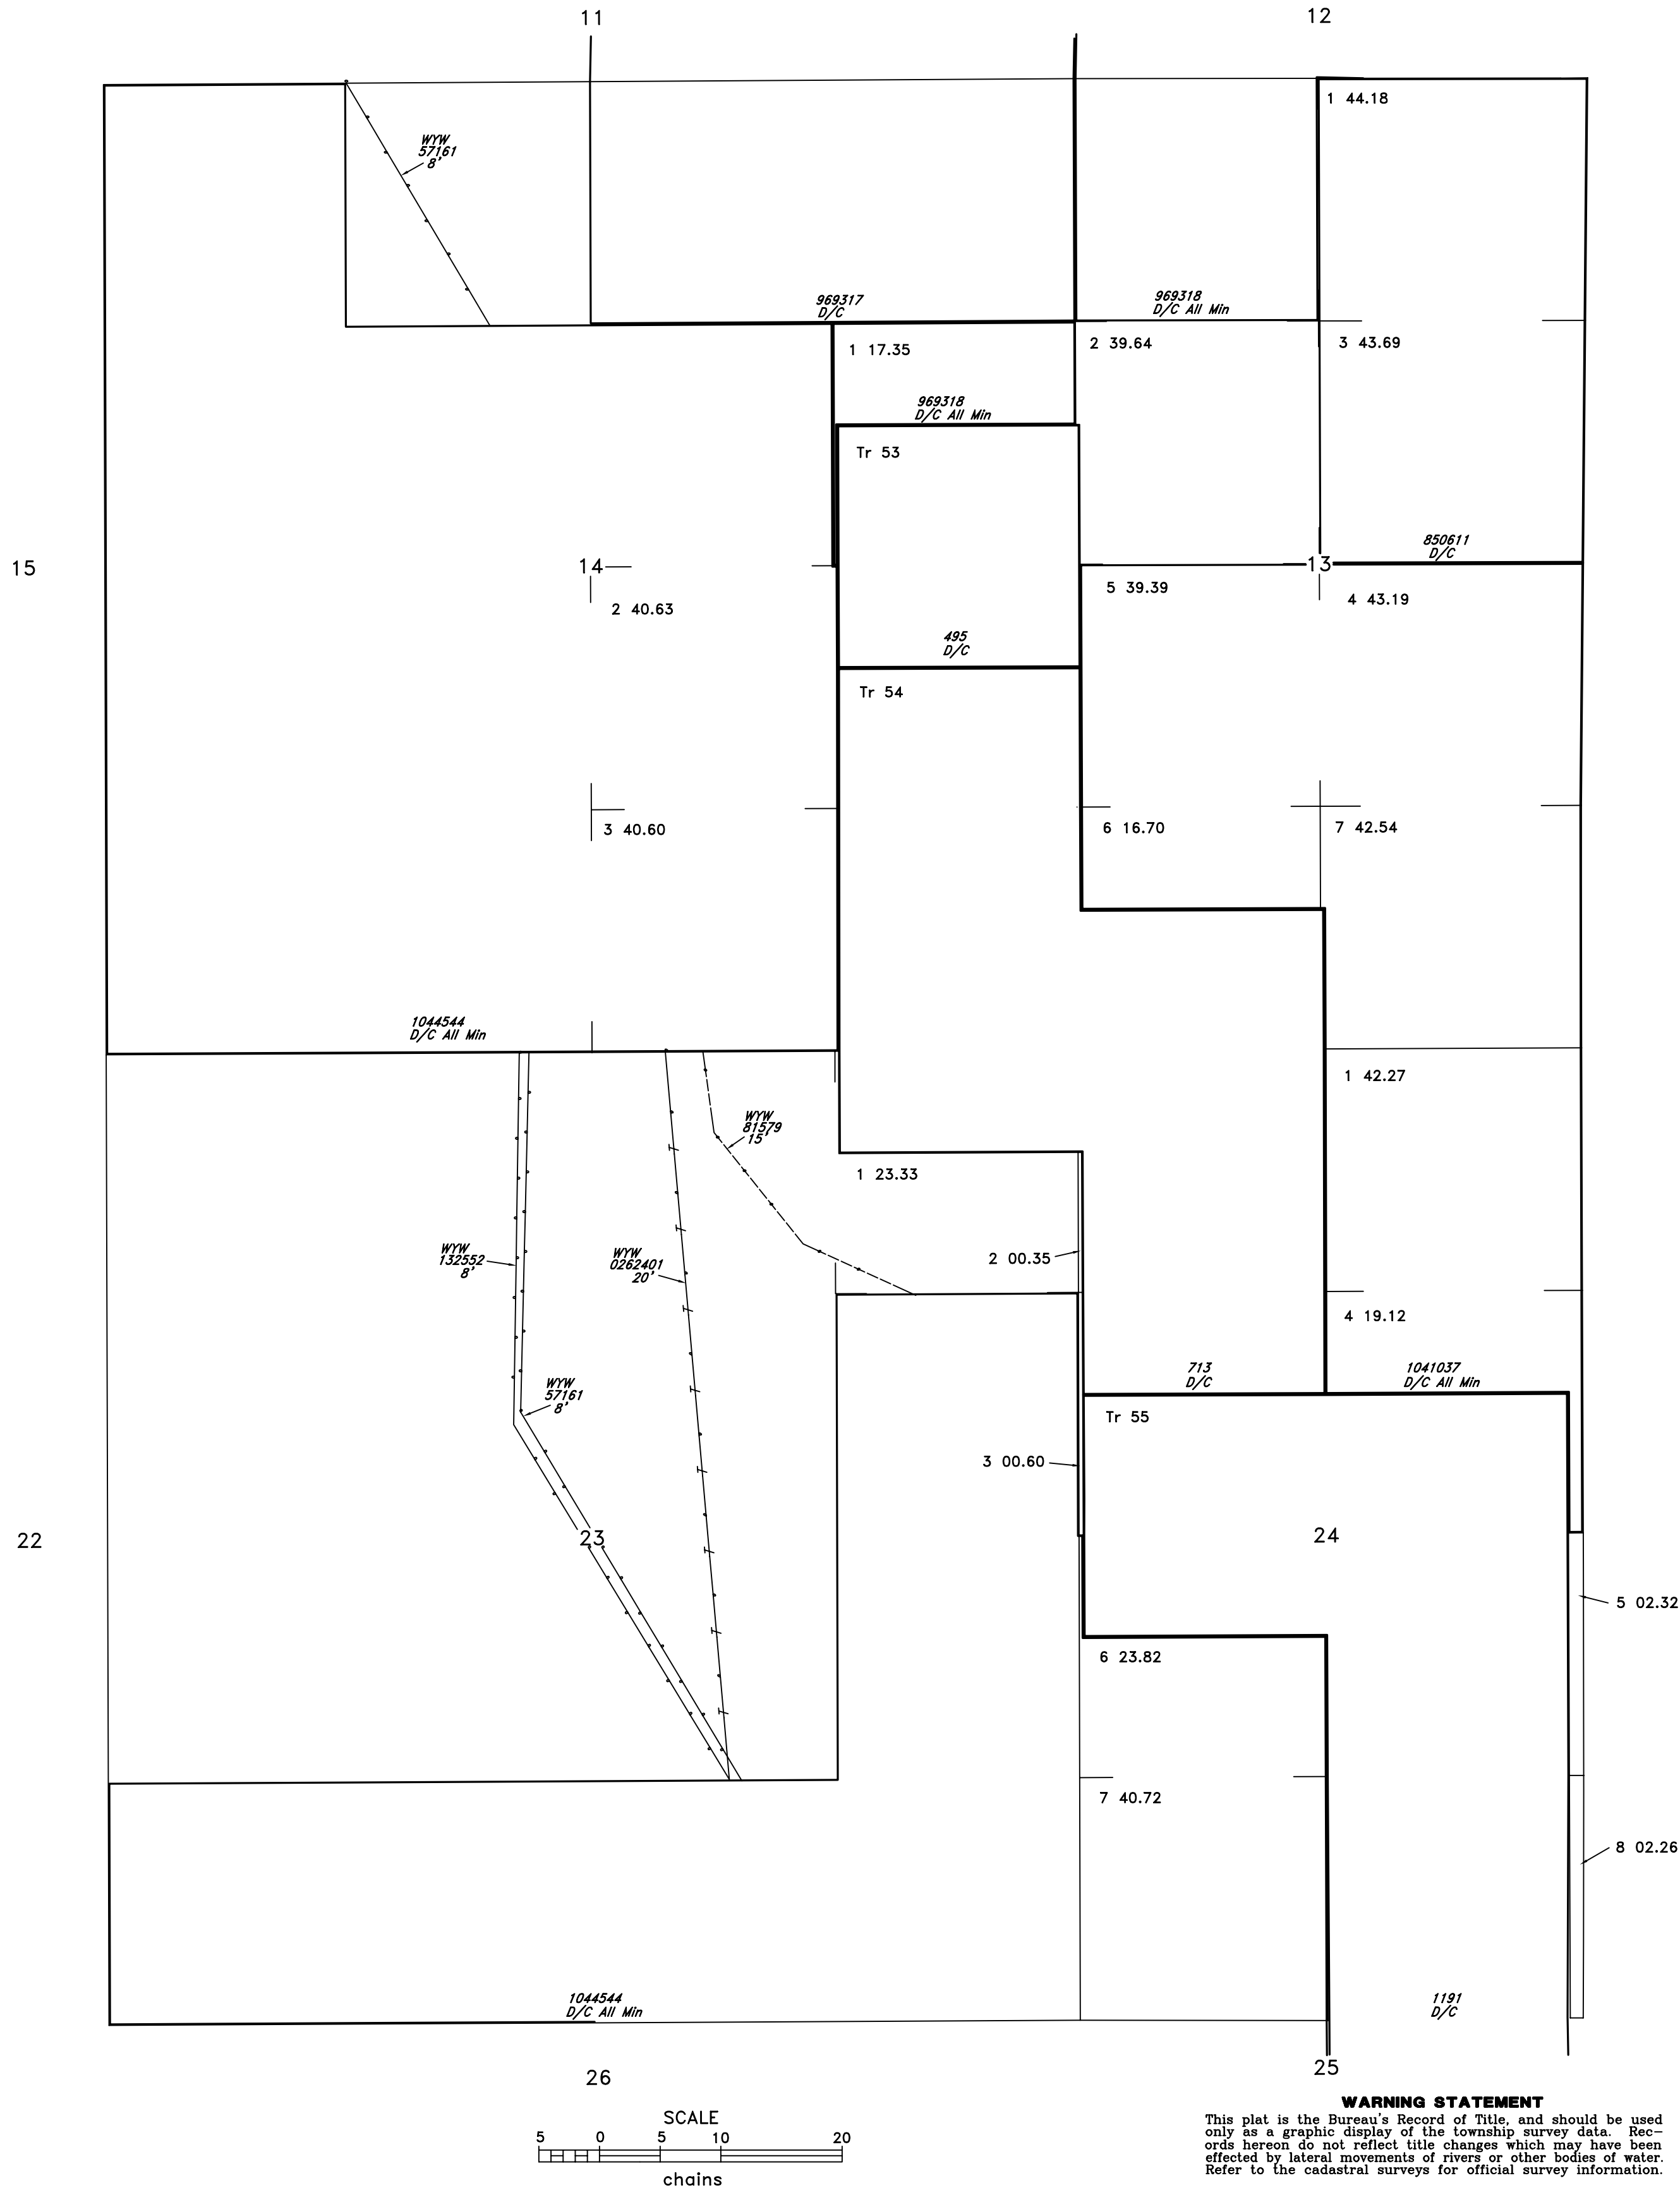 11
12
1 44.18
WYW
57161
8'
969317
D/C
969318
D/C All Min
1 17.35
2 39.64
3 43.69
969318
D/C All Min
Tr 53
850611
D/C
15
14
13
2 40.63
5 39.39
4 43.19
495
D/C
Tr 54
3 40.60
6 16.70
7 42.54
1044544
D/C All Min
1 42.27
WYW
81579
15'
1 23.33
WYW
132552
8'
WYW
0262401
20'
2 00.35
4 19.12
713
D/C
1041037
D/C All Min
WYW
57161
8'
Tr 55
3 00.60
22
23
24
5 02.32
6 23.82
7 40.72
8 02.26
1044544
D/C All Min
1191
D/C
26
25
SCALE
5 0 5 10 20
chains
WARNING STATEMENT
This plat is the Bureau's Record of Title, and should be used
only as a graphic display of the township survey data. Rec-
ords hereon do not reflect title changes which may have been
effected by lateral movements of rivers or other bodies of water.
Refer to the cadastral surveys for official survey information.